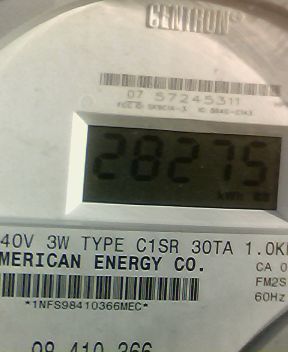 CENTRON®
07 57245311
28275
kWh
40V 3W TYPE C1SR 30TA 1.0K
MERICAN ENERGY CO.
CA 0
FM2S
60Hz
*1NFS98410366MEC*
98 410 366